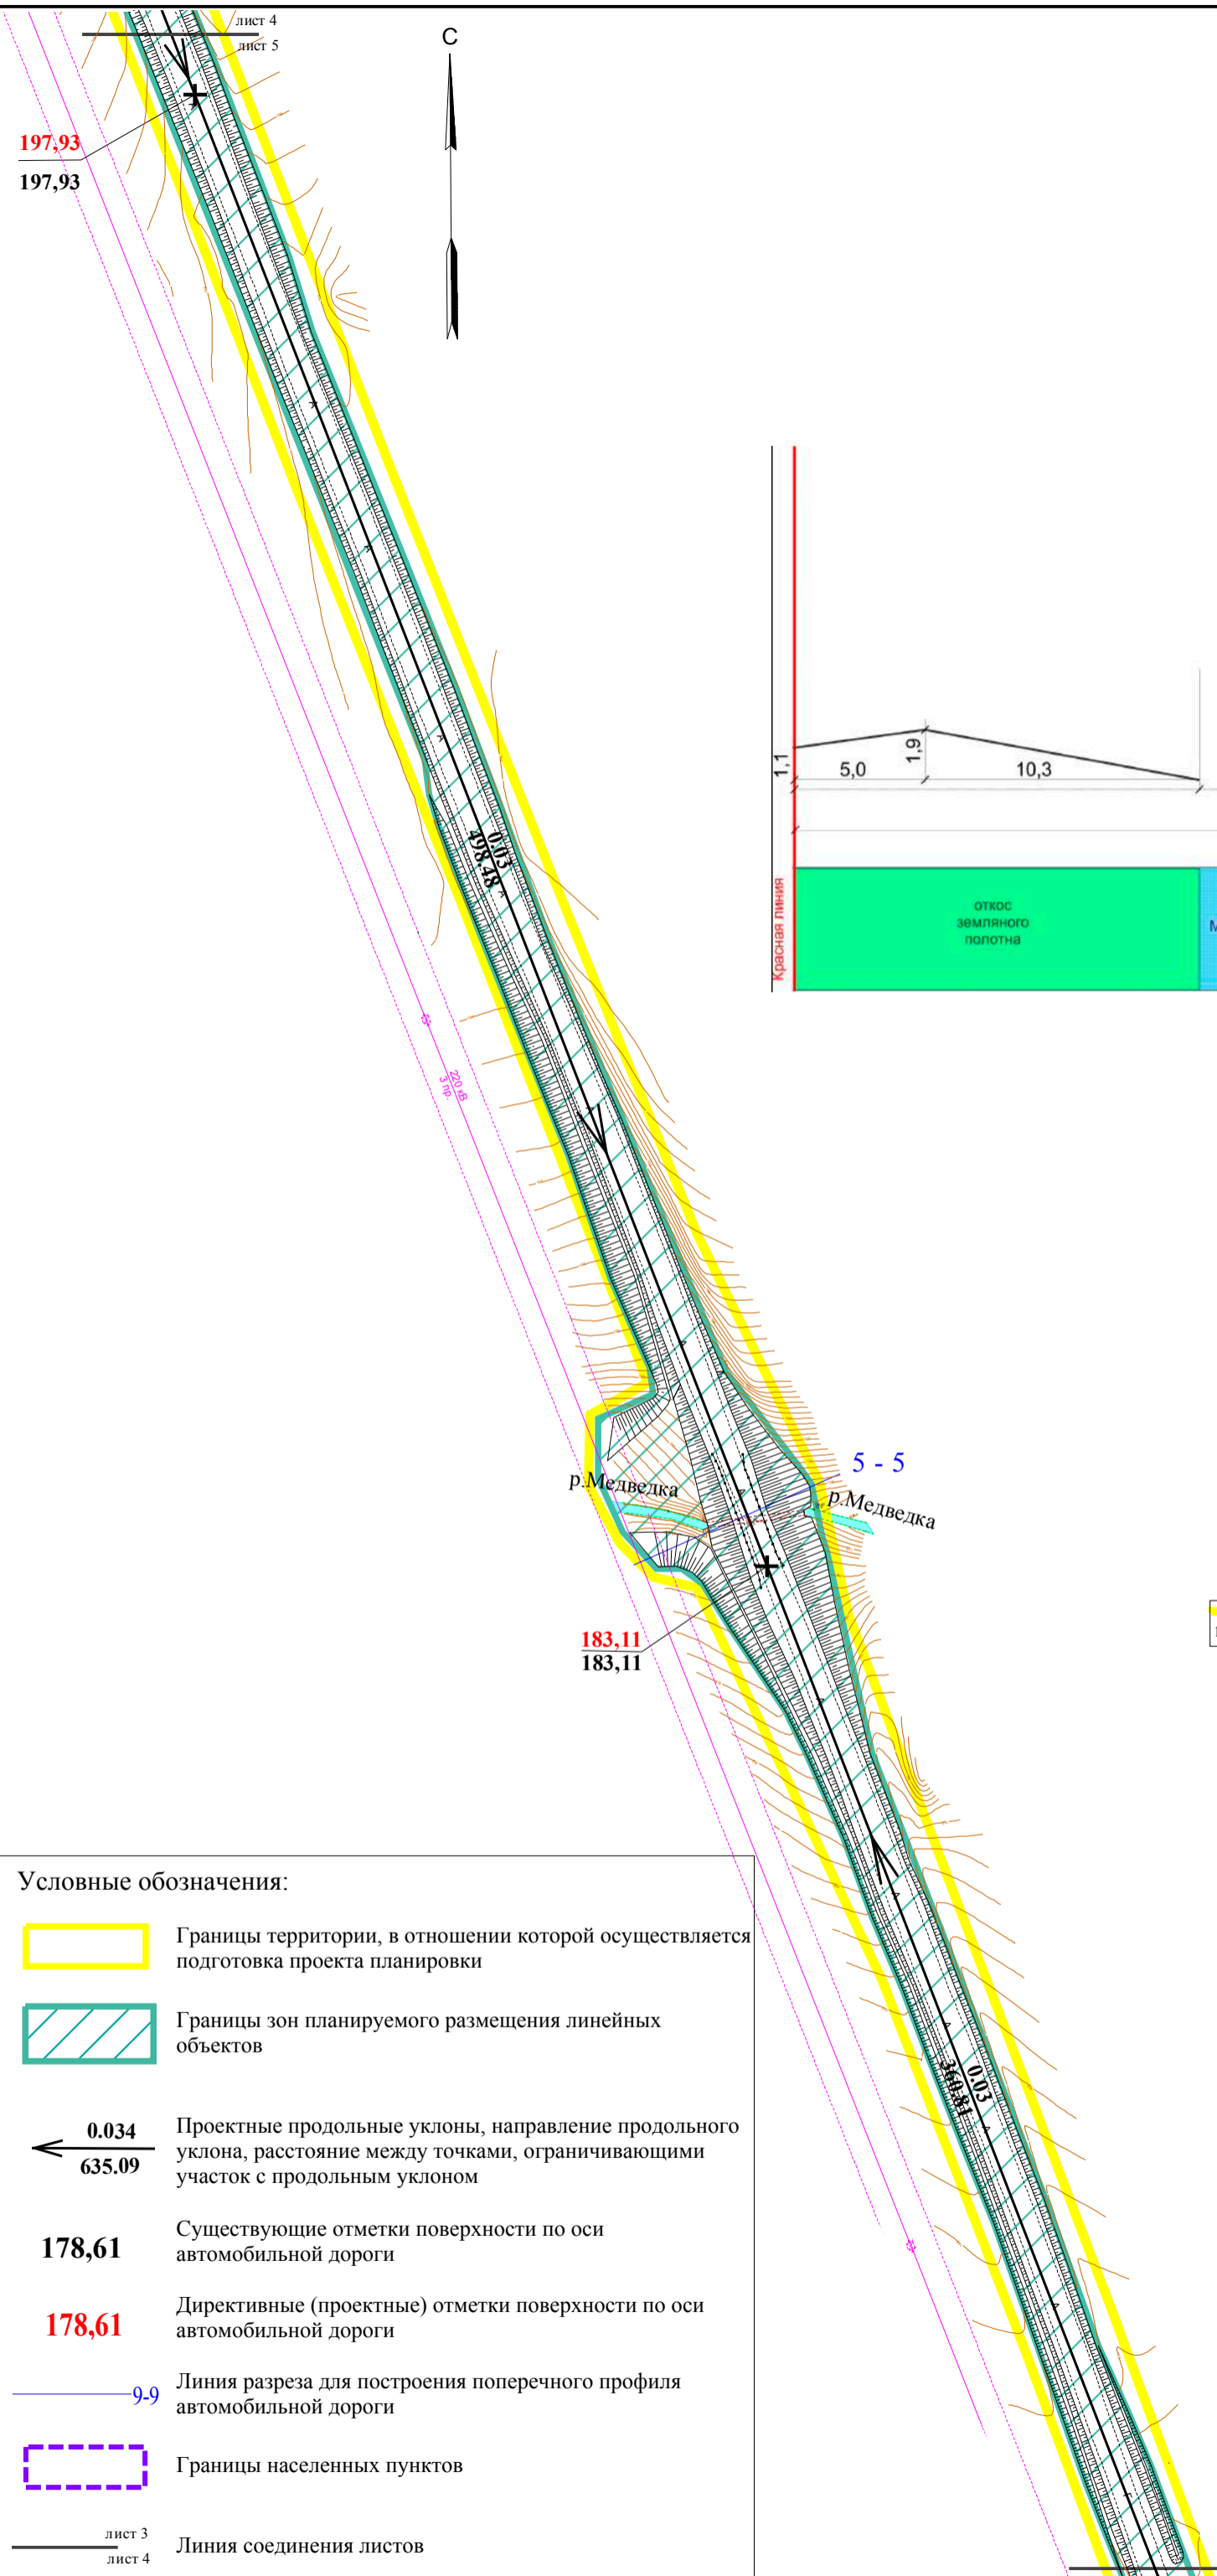 лист 4
лист 5
С
197,93
197,93
1,1
5,0
1,9
10,3
Красная линия
откос
земляного
полотна
0.03
498.48
220 кВ
3 пр.
5 - 5
р.Медведка
р.Медведка
183,11
183,11
0.03
360.81
Условные обозначения:
Границы территории, в отношении которой осуществляется
подготовка проекта планировки
Границы зон планируемого размещения линейных
объектов
0.034
635.09
Проектные продольные уклоны, направление продольного
уклона, расстояние между точками, ограничивающими
участок с продольным уклоном
178,61
Существующие отметки поверхности по оси
автомобильной дороги
178,61
Директивные (проектные) отметки поверхности по оси
автомобильной дороги
9-9
Линия разреза для построения поперечного профиля
автомобильной дороги
Границы населенных пунктов
лист 3
лист 4
Линия соединения листов